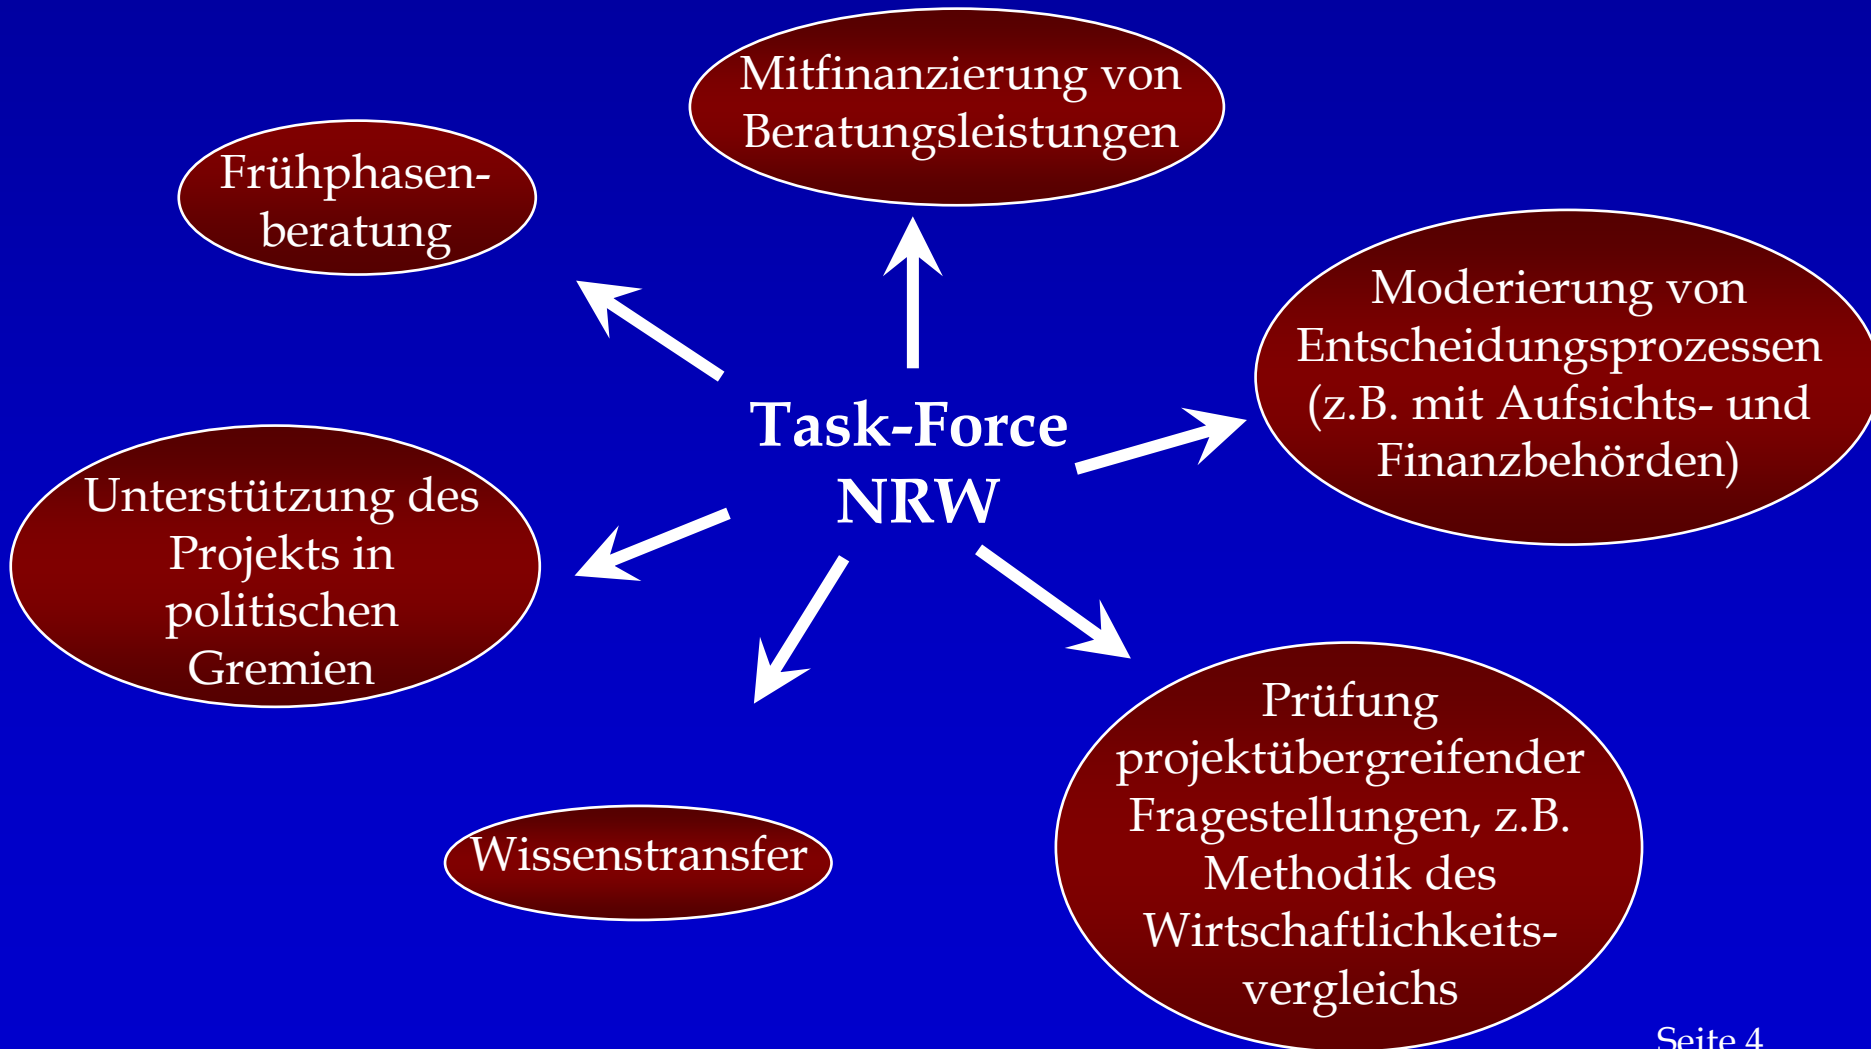 Mitfinanzierung von
Beratungsleistungen
Frühphasen-
beratung
Moderierung von
Entscheidungsprozessen
(z.B. mit Aufsichts- und
Finanzbehörden)
Task-Force
NRW
Unterstützung des
Projekts in
politischen
Gremien
Prüfung
projektübergreifender
Fragestellungen, z.B.
Methodik des
Wirtschaftlichkeits-
vergleichs
Wissenstransfer
Seite 4